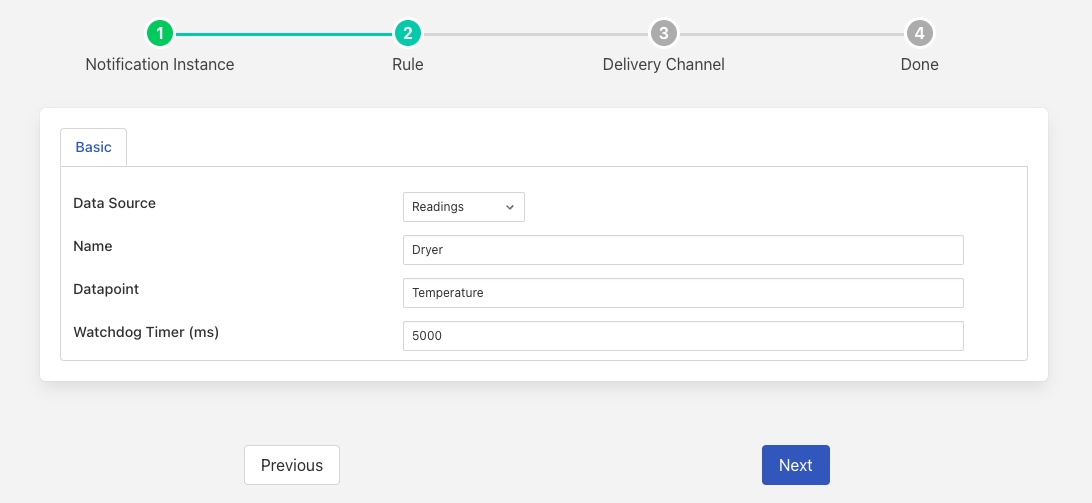 1 2 3 4
Notification Instance Rule Delivery Channel Done
Basic
Data Source Readings
Name Dryer
Datapoint Temperature
Watchdog Timer (ms) 5000
Previous Next